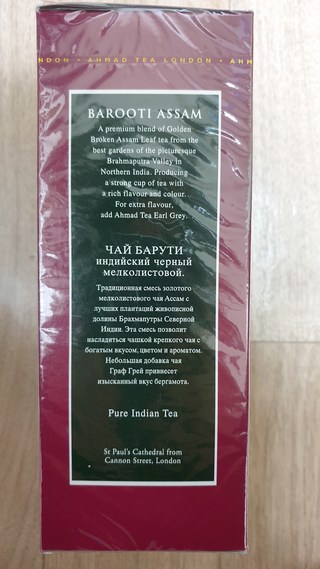 NDON • AHMAD TEA LONDON • AHM
BAROOTI ASSAM
A premium blend of Golden
Broken Assam Leaf tea from the
best gardens of the picturesque
Brahmaputra Valley in
Northern India. Producing
a strong cup of tea with
a rich flavour and colour.
For extra flavour,
add Ahmad Tea Earl Grey.
ЧАЙ БАРУТИ
индийский черный
мелколистовой.
Традиционная смесь золотого
мелколистового чая Ассам с
лучших плантаций живописной
долины Брахмапутры Северной
Индии. Эта смесь позволит
насладиться чашкой крепкого чая с
богатым вкусом, цветом и ароматом.
Небольшая добавка чая
Граф Грей привнесет
изысканный вкус бергамота.
Pure Indian Tea
St Paul's Cathedral from
Cannon Street, London